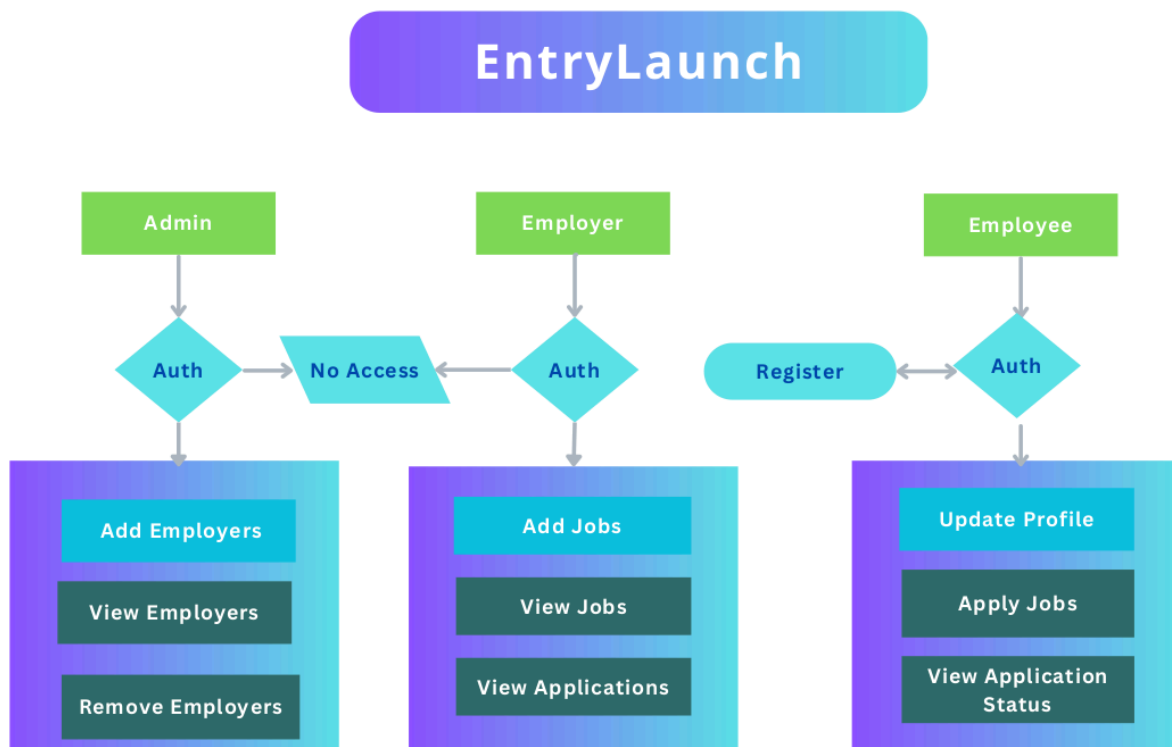 EntryLaunch
Admin
Employer
Employee
Auth
No Access
Auth
Register
Auth
Add Employers
View Employers
Remove Employers
Add Jobs
View Jobs
View Applications
Update Profile
Apply Jobs
View Application
Status